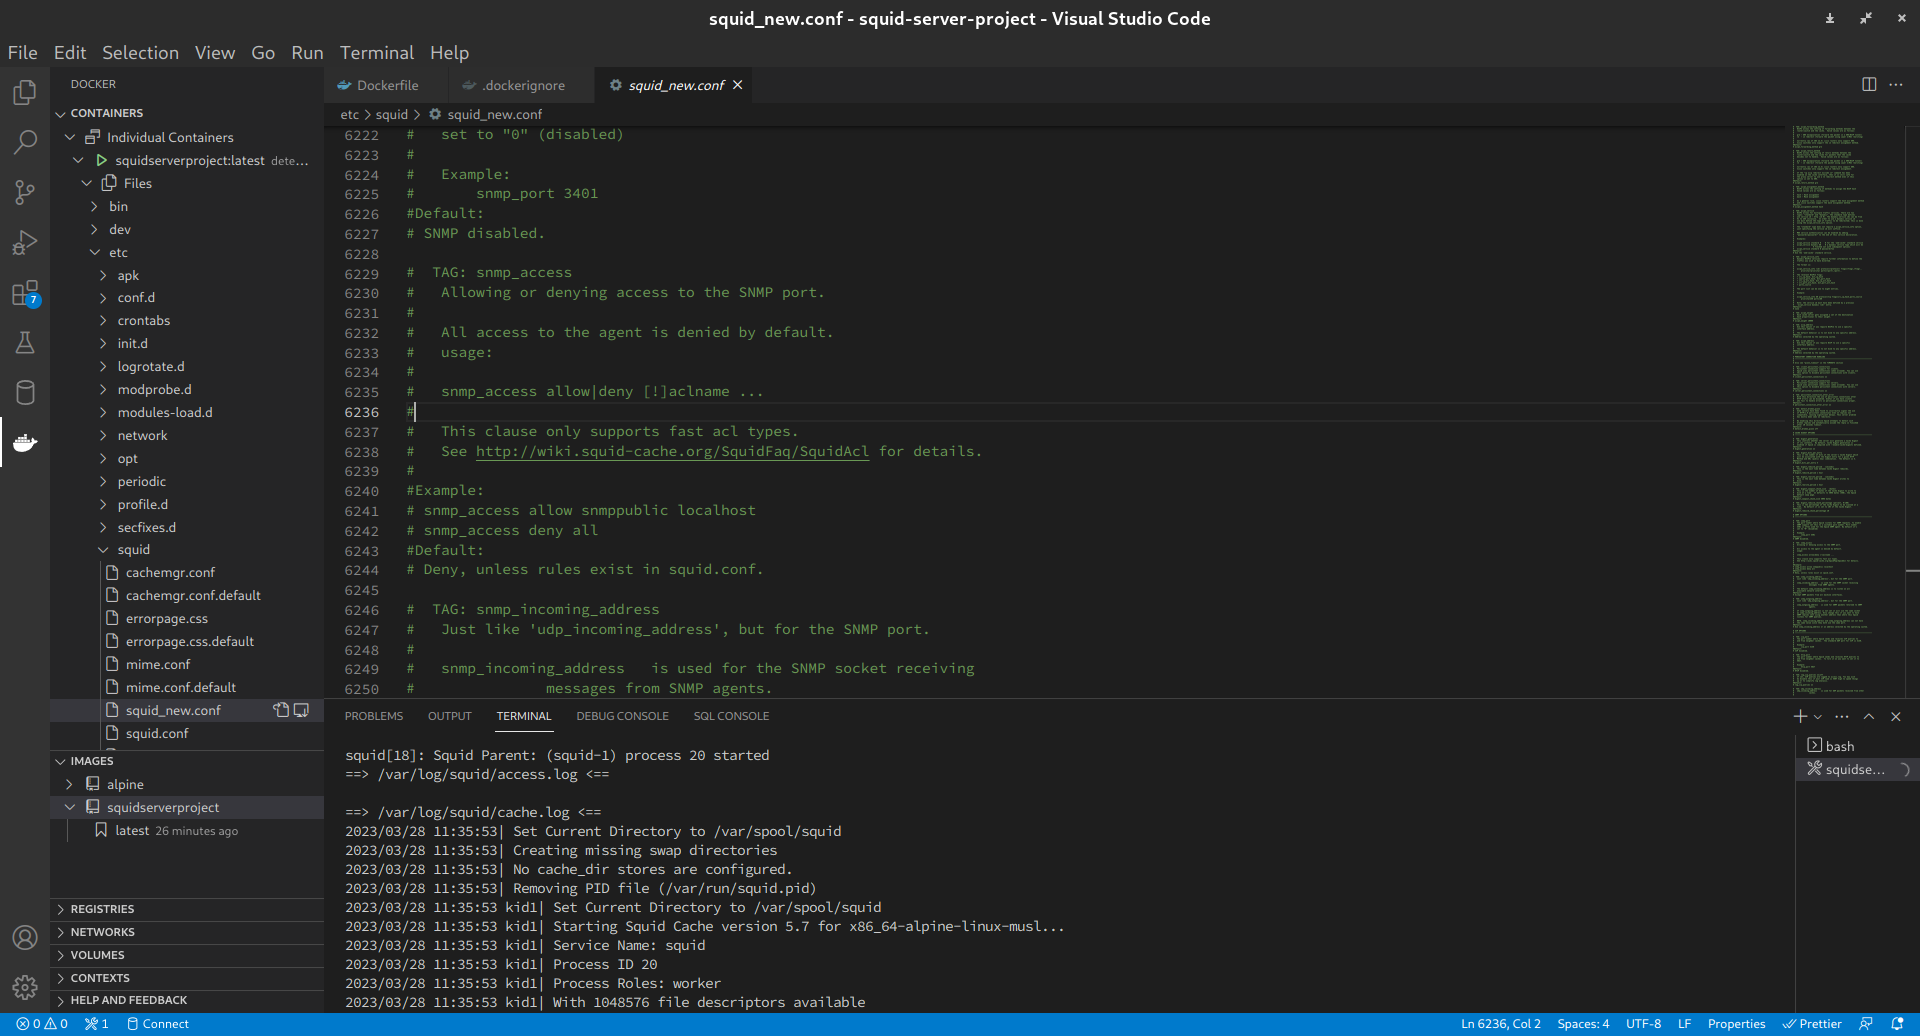 squid_new.conf - squid-server-project - Visual Studio Code
File Edit Selection View Go Run Terminal Help
DOCKER
CONTAINERS
Individual Containers
squidserverproject:latest dete...
Files
bin
dev
etc
apk
conf.d
crontabs
init.d
logrotate.d
modprobe.d
modules-load.d
network
opt
periodic
profile.d
secfixes.d
squid
cachemgr.conf
cachemgr.conf.default
errorpage.css
errorpage.css.default
mime.conf
mime.conf.default
squid_new.conf
squid.conf
IMAGES
alpine
squidserverproject
latest 26 minutes ago
REGISTRIES
NETWORKS
VOLUMES
CONTEXTS
HELP AND FEEDBACK
7
Dockerfile .dockerignore squid_new.conf
etc > squid > squid_new.conf
6222 # set to "0" (disabled)
6223 #
6224 # Example:
6225 # snmp_port 3401
6226 #Default:
6227 # SNMP disabled.
6228
6229 # TAG: snmp_access
6230 # Allowing or denying access to the SNMP port.
6231 #
6232 # All access to the agent is denied by default.
6233 # usage:
6234 #
6235 # snmp_access allow|deny [!]aclname ...
6236 #
6237 # This clause only supports fast acl types.
6238 # See http://wiki.squid-cache.org/SquidFaq/SquidAcl for details.
6239 #
6240 #Example:
6241 # snmp_access allow snmppublic localhost
6242 # snmp_access deny all
6243 #Default:
6244 # Deny, unless rules exist in squid.conf.
6245
6246 # TAG: snmp_incoming_address
6247 # Just like 'udp_incoming_address', but for the SNMP port.
6248 #
6249 # snmp_incoming_address is used for the SNMP socket receiving
6250 # messages from SNMP agents.
PROBLEMS OUTPUT TERMINAL DEBUG CONSOLE SQL CONSOLE
squid[18]: Squid Parent: (squid-1) process 20 started
==> /var/log/squid/access.log <==
==> /var/log/squid/cache.log <==
2023/03/28 11:35:53| Set Current Directory to /var/spool/squid
2023/03/28 11:35:53| Creating missing swap directories
2023/03/28 11:35:53| No cache_dir stores are configured.
2023/03/28 11:35:53| Removing PID file (/var/run/squid.pid)
2023/03/28 11:35:53 kid1| Set Current Directory to /var/spool/squid
2023/03/28 11:35:53 kid1| Starting Squid Cache version 5.7 for x86_64-alpine-linux-musl...
2023/03/28 11:35:53 kid1| Service Name: squid
2023/03/28 11:35:53 kid1| Process ID 20
2023/03/28 11:35:53 kid1| Process Roles: worker
2023/03/28 11:35:53 kid1| With 1048576 file descriptors available
bash
squidse...
0 0 1 Connect
Ln 6236, Col 2 Spaces: 4 UTF-8 LF Properties Prettier